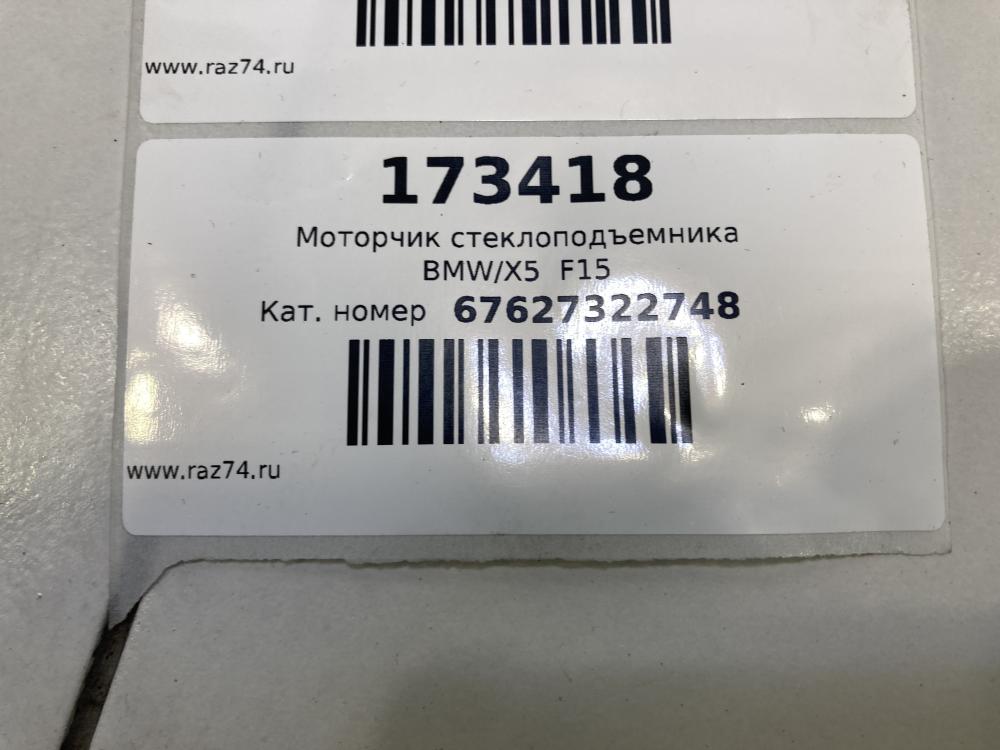 www.raz74.ru
173418
Моторчик стеклоподъемника
BMW/X5 F15
Кат. номер 67627322748
www.raz74.ru